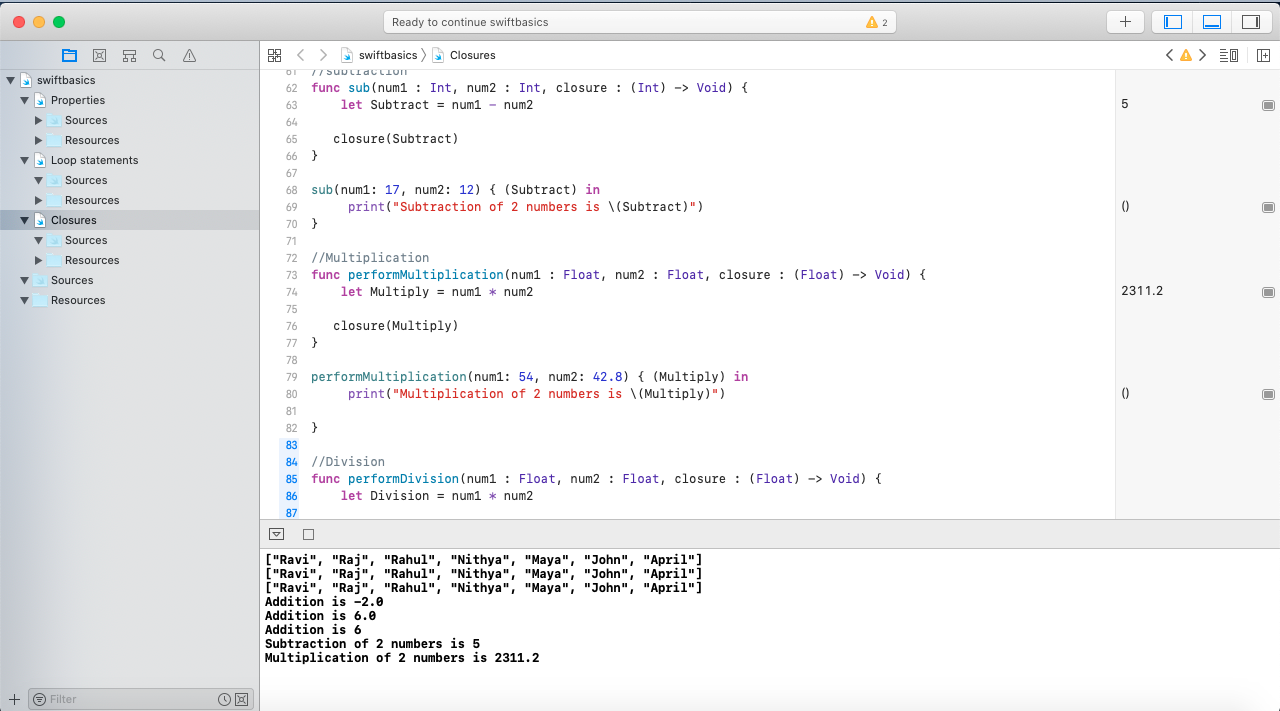 Ready to continue swiftbasics
2
swiftbasics
Closures
swiftbasics
Properties
Sources
Resources
Loop statements
Sources
Resources
Closures
Sources
Resources
Sources
Resources
Filter
61 //subtraction
62 func sub(num1 : Int, num2 : Int, closure : (Int) -> Void) {
63 let Subtract = num1 - num2
5
64
65 closure(Subtract)
66 }
67
68 sub(num1: 17, num2: 12) { (Subtract) in
69 print("Subtraction of 2 numbers is \(Subtract)")
()
70 }
71
72 //Multiplication
73 func performMultiplication(num1 : Float, num2 : Float, closure : (Float) -> Void) {
74 let Multiply = num1 * num2
2311.2
75
76 closure(Multiply)
77 }
78
79 performMultiplication(num1: 54, num2: 42.8) { (Multiply) in
80 print("Multiplication of 2 numbers is \(Multiply)")
()
81
82 }
83
84 //Division
85 func performDivision(num1 : Float, num2 : Float, closure : (Float) -> Void) {
86 let Division = num1 * num2
87
["Ravi", "Raj", "Rahul", "Nithya", "Maya", "John", "April"]
["Ravi", "Raj", "Rahul", "Nithya", "Maya", "John", "April"]
["Ravi", "Raj", "Rahul", "Nithya", "Maya", "John", "April"]
Addition is -2.0
Addition is 6.0
Addition is 6
Subtraction of 2 numbers is 5
Multiplication of 2 numbers is 2311.2